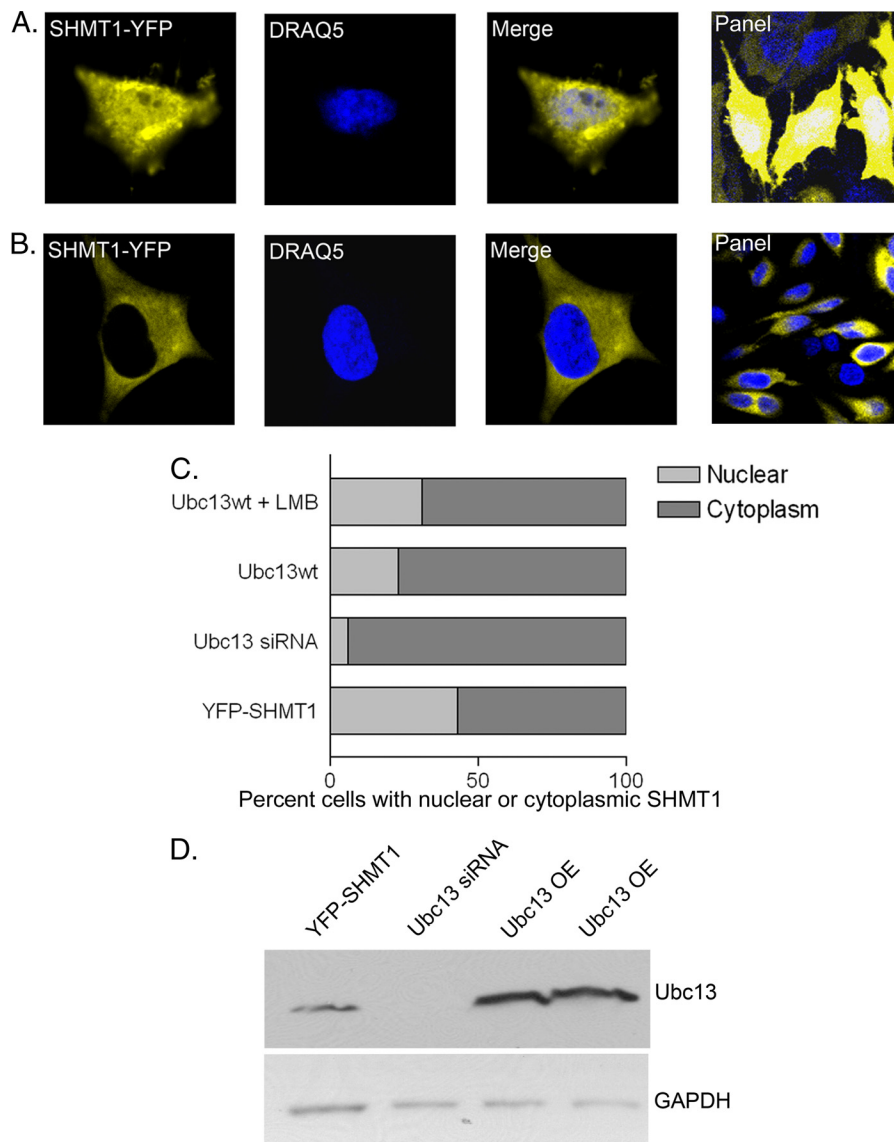 A.
SHMT1-YFP
DRAQ5
Merge
Panel
B.
SHMT1-YFP
DRAQ5
Merge
Panel
C.
Nuclear
Cytoplasm
Ubc13wt + LMB
Ubc13wt
Ubc13 siRNA
YFP-SHMT1
0 50 100
Percent cells with nuclear or cytoplasmic SHMT1
D.
YFP-SHMT1
Ubc13 siRNA
Ubc13 OE
Ubc13 OE
Ubc13
GAPDH